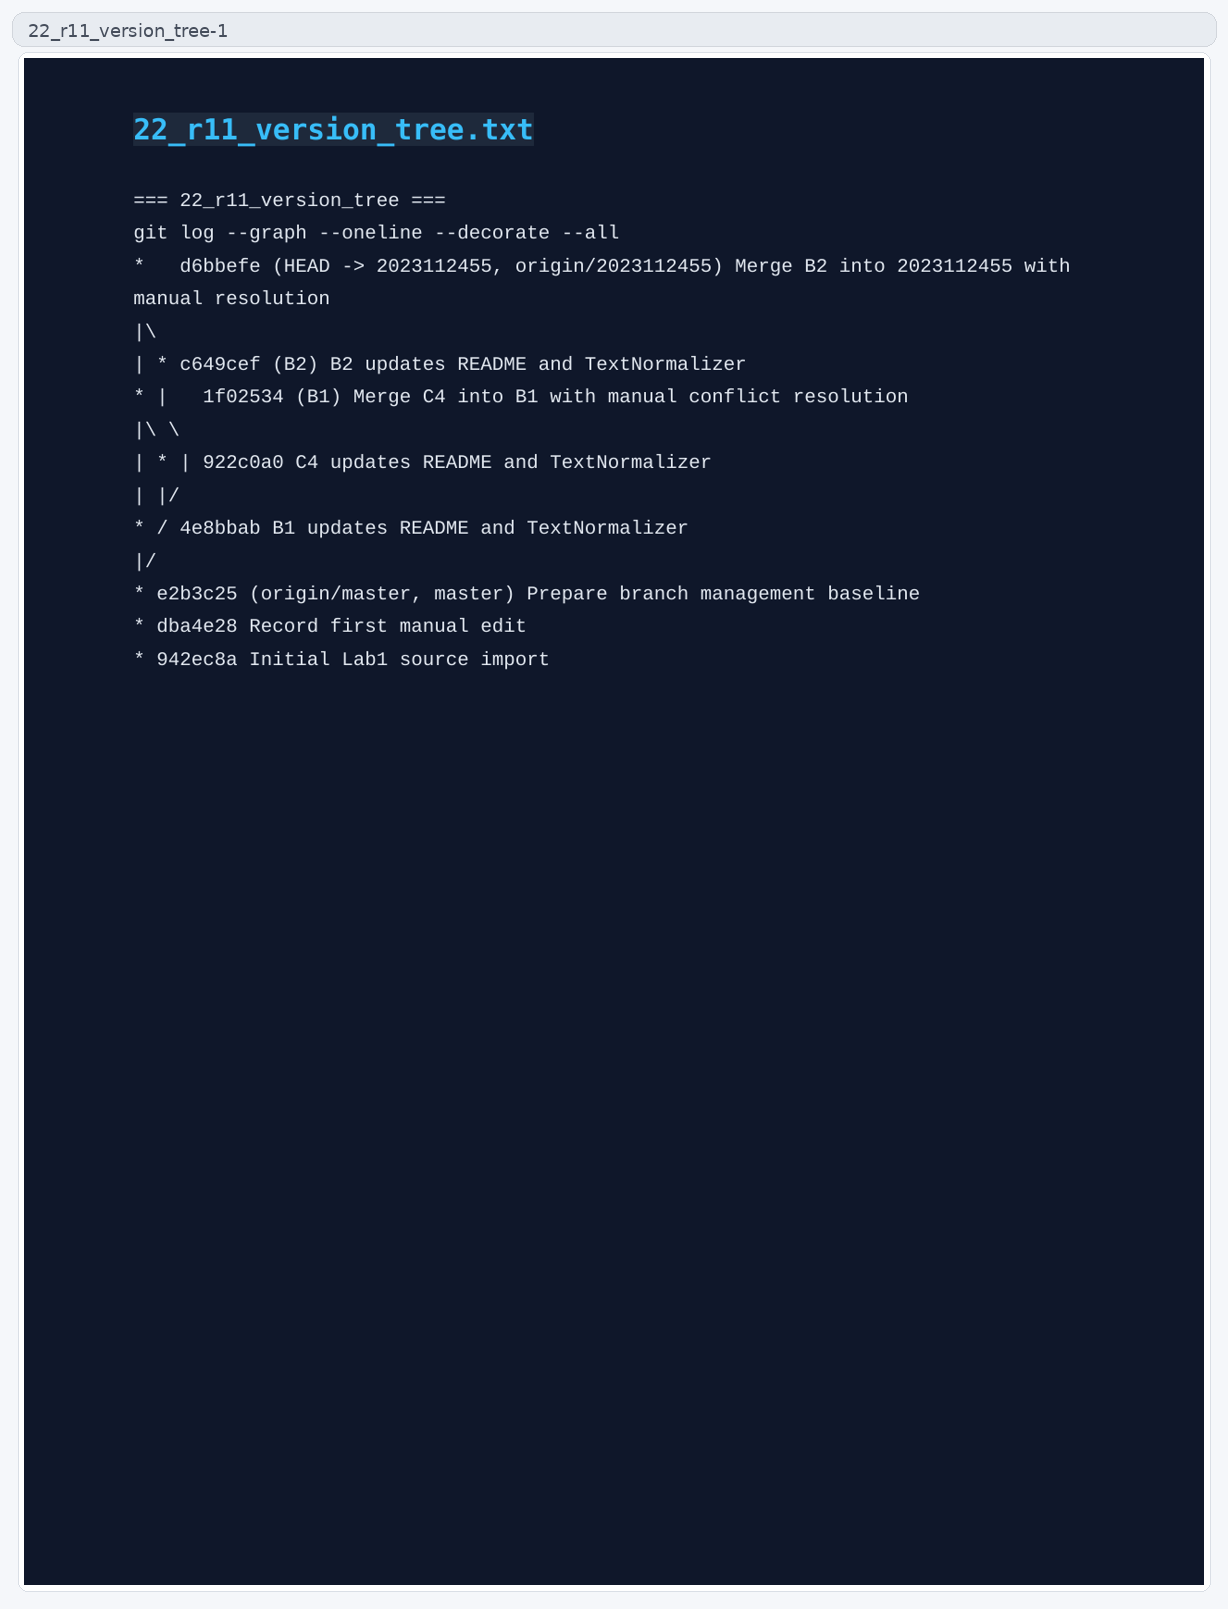 22_r11_version_tree-1
22_r11_version_tree.txt
=== 22_r11_version_tree ===
git log --graph --oneline --decorate --all
*   d6bbefe (HEAD -> 2023112455, origin/2023112455) Merge B2 into 2023112455 with
manual resolution
|\
| * c649cef (B2) B2 updates README and TextNormalizer
* |   1f02534 (B1) Merge C4 into B1 with manual conflict resolution
|\ \
| * | 922c0a0 C4 updates README and TextNormalizer
| |/
* / 4e8bbab B1 updates README and TextNormalizer
|/
* e2b3c25 (origin/master, master) Prepare branch management baseline
* dba4e28 Record first manual edit
* 942ec8a Initial Lab1 source import